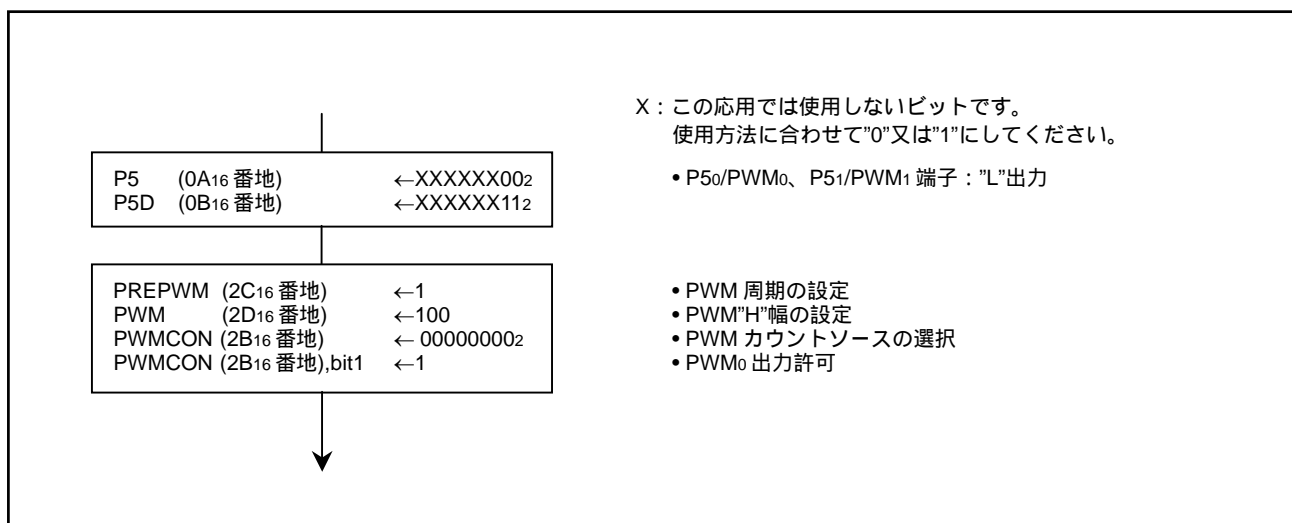 X：この応用では使用しないビットです。
使用方法に合わせて"0"又は"1"にしてください。
P5 (0A16 番地) ←XXXXXX002
P5D (0B16 番地) ←XXXXXX112
• P50/PWM0、P51/PWM1 端子："L"出力
PREPWM (2C16 番地) ←1
PWM (2D16 番地) ←100
PWMCON (2B16 番地) ← 000000002
PWMCON (2B16 番地),bit1 ←1
• PWM 周期の設定
• PWM"H"幅の設定
• PWM カウントソースの選択
• PWM0 出力許可